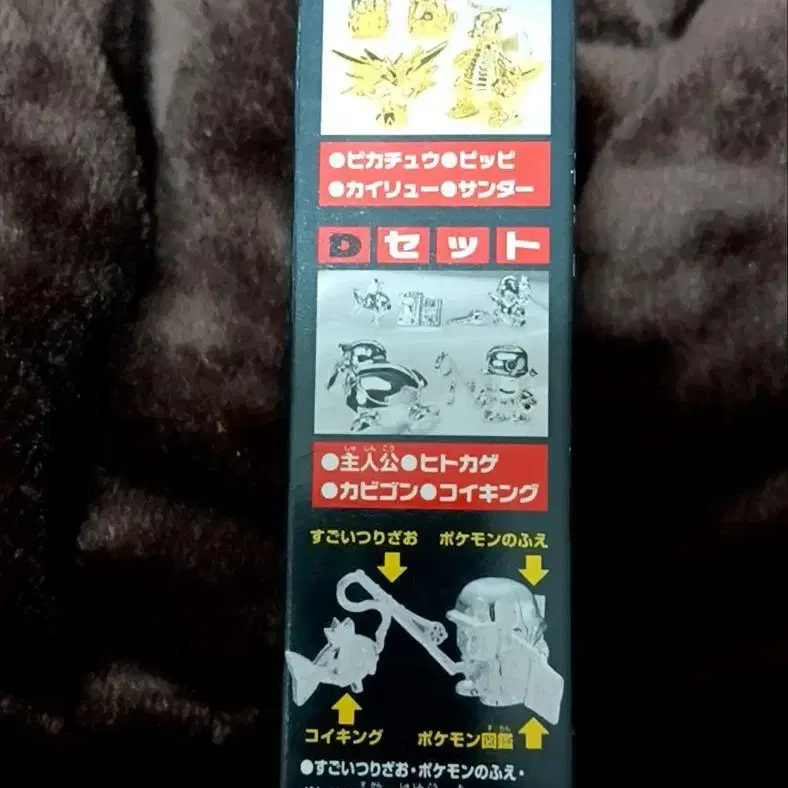 ●ピカチュウ●ピッピ
●カイリュー●サンダー
Dセット
しゅ じん こう
●主人公●ヒトカゲ
●カビゴン●コイキング
すごいつりざお ポケモンのふえ
コイキング ポケモン図鑑
●すごいつりざお・ポケモンのふえ・